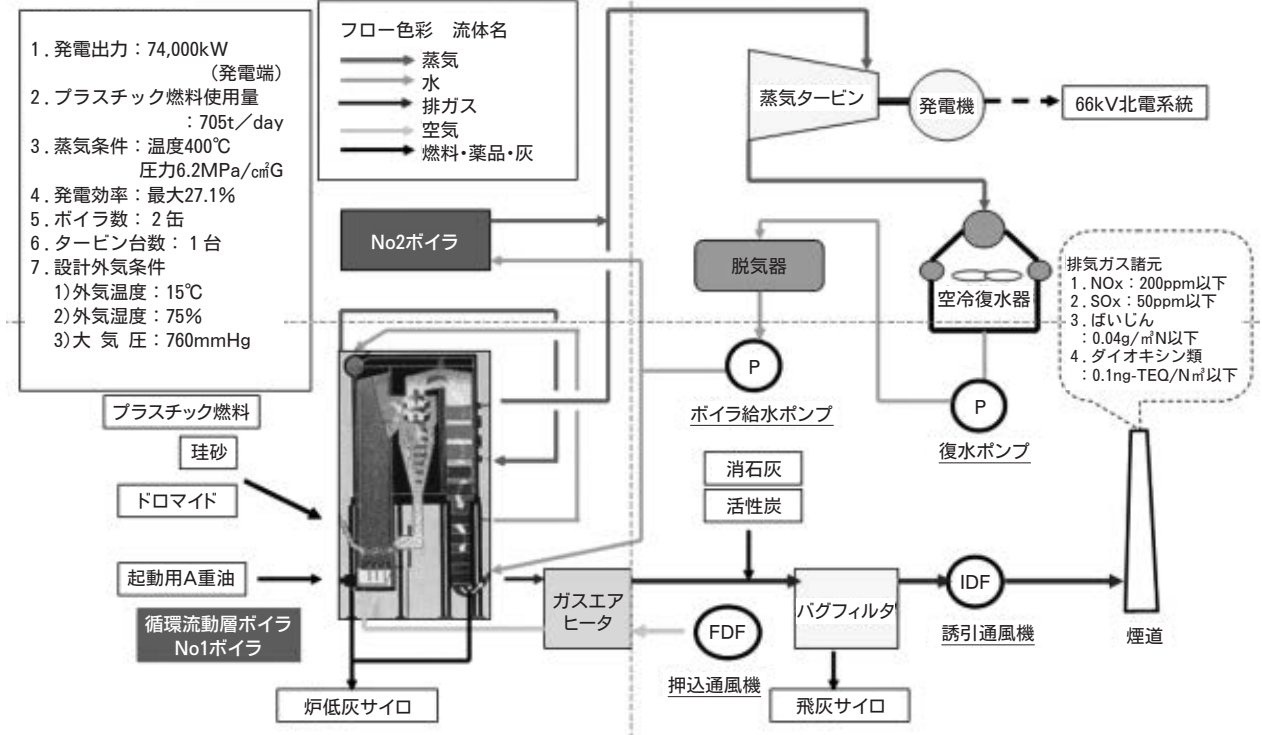 1．発電出力：74,000kW
（発電端）
2．プラスチック燃料使用量
：705t／day
3．蒸気条件：温度400℃
圧力6.2MPa/㎠G
4．発電効率：最大27.1％
5．ボイラ数：2缶
6．タービン台数：1台
7．設計外気条件
1）外気温度：15℃
2）外気湿度：75％
3）大 気 圧：760mmHg
フロー色彩　流体名
蒸気
水
排ガス
空気
燃料・薬品・灰
蒸気タービン
発電機
66kV北電系統
No2ボイラ
脱気器
空冷復水器
排気ガス諸元
1．NOx：200ppm以下
2．SOx：50ppm以下
3．ばいじん
：0.04g/㎥N以下
4．ダイオキシン類
：0.1ng-TEQ/N㎥以下
P
ボイラ給水ポンプ
P
復水ポンプ
プラスチック燃料
珪砂
ドロマイド
起動用A重油
循環流動層ボイラ
No1ボイラ
消石灰
活性炭
ガスエア
ヒータ
FDF
押込通風機
バグフィルタ
IDF
誘引通風機
煙道
炉低灰サイロ
飛灰サイロ